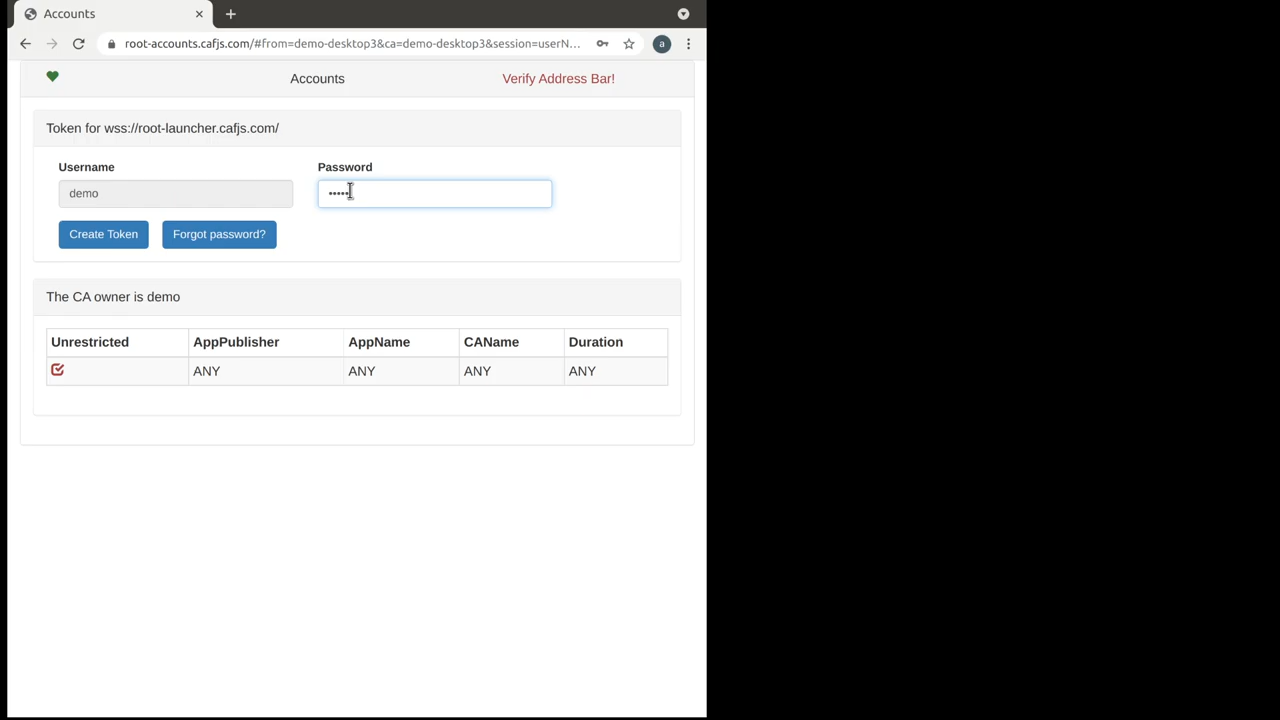 Accounts
root-accounts.cafjs.com/#from=demo-desktop3&ca=demo-desktop3&session=userN...
a
Accounts
Verify Address Bar!
Token for wss://root-launcher.cafjs.com/
Username Password
demo •••••
Create Token Forgot password?
The CA owner is demo
Unrestricted AppPublisher AppName CAName Duration
ANY ANY ANY ANY